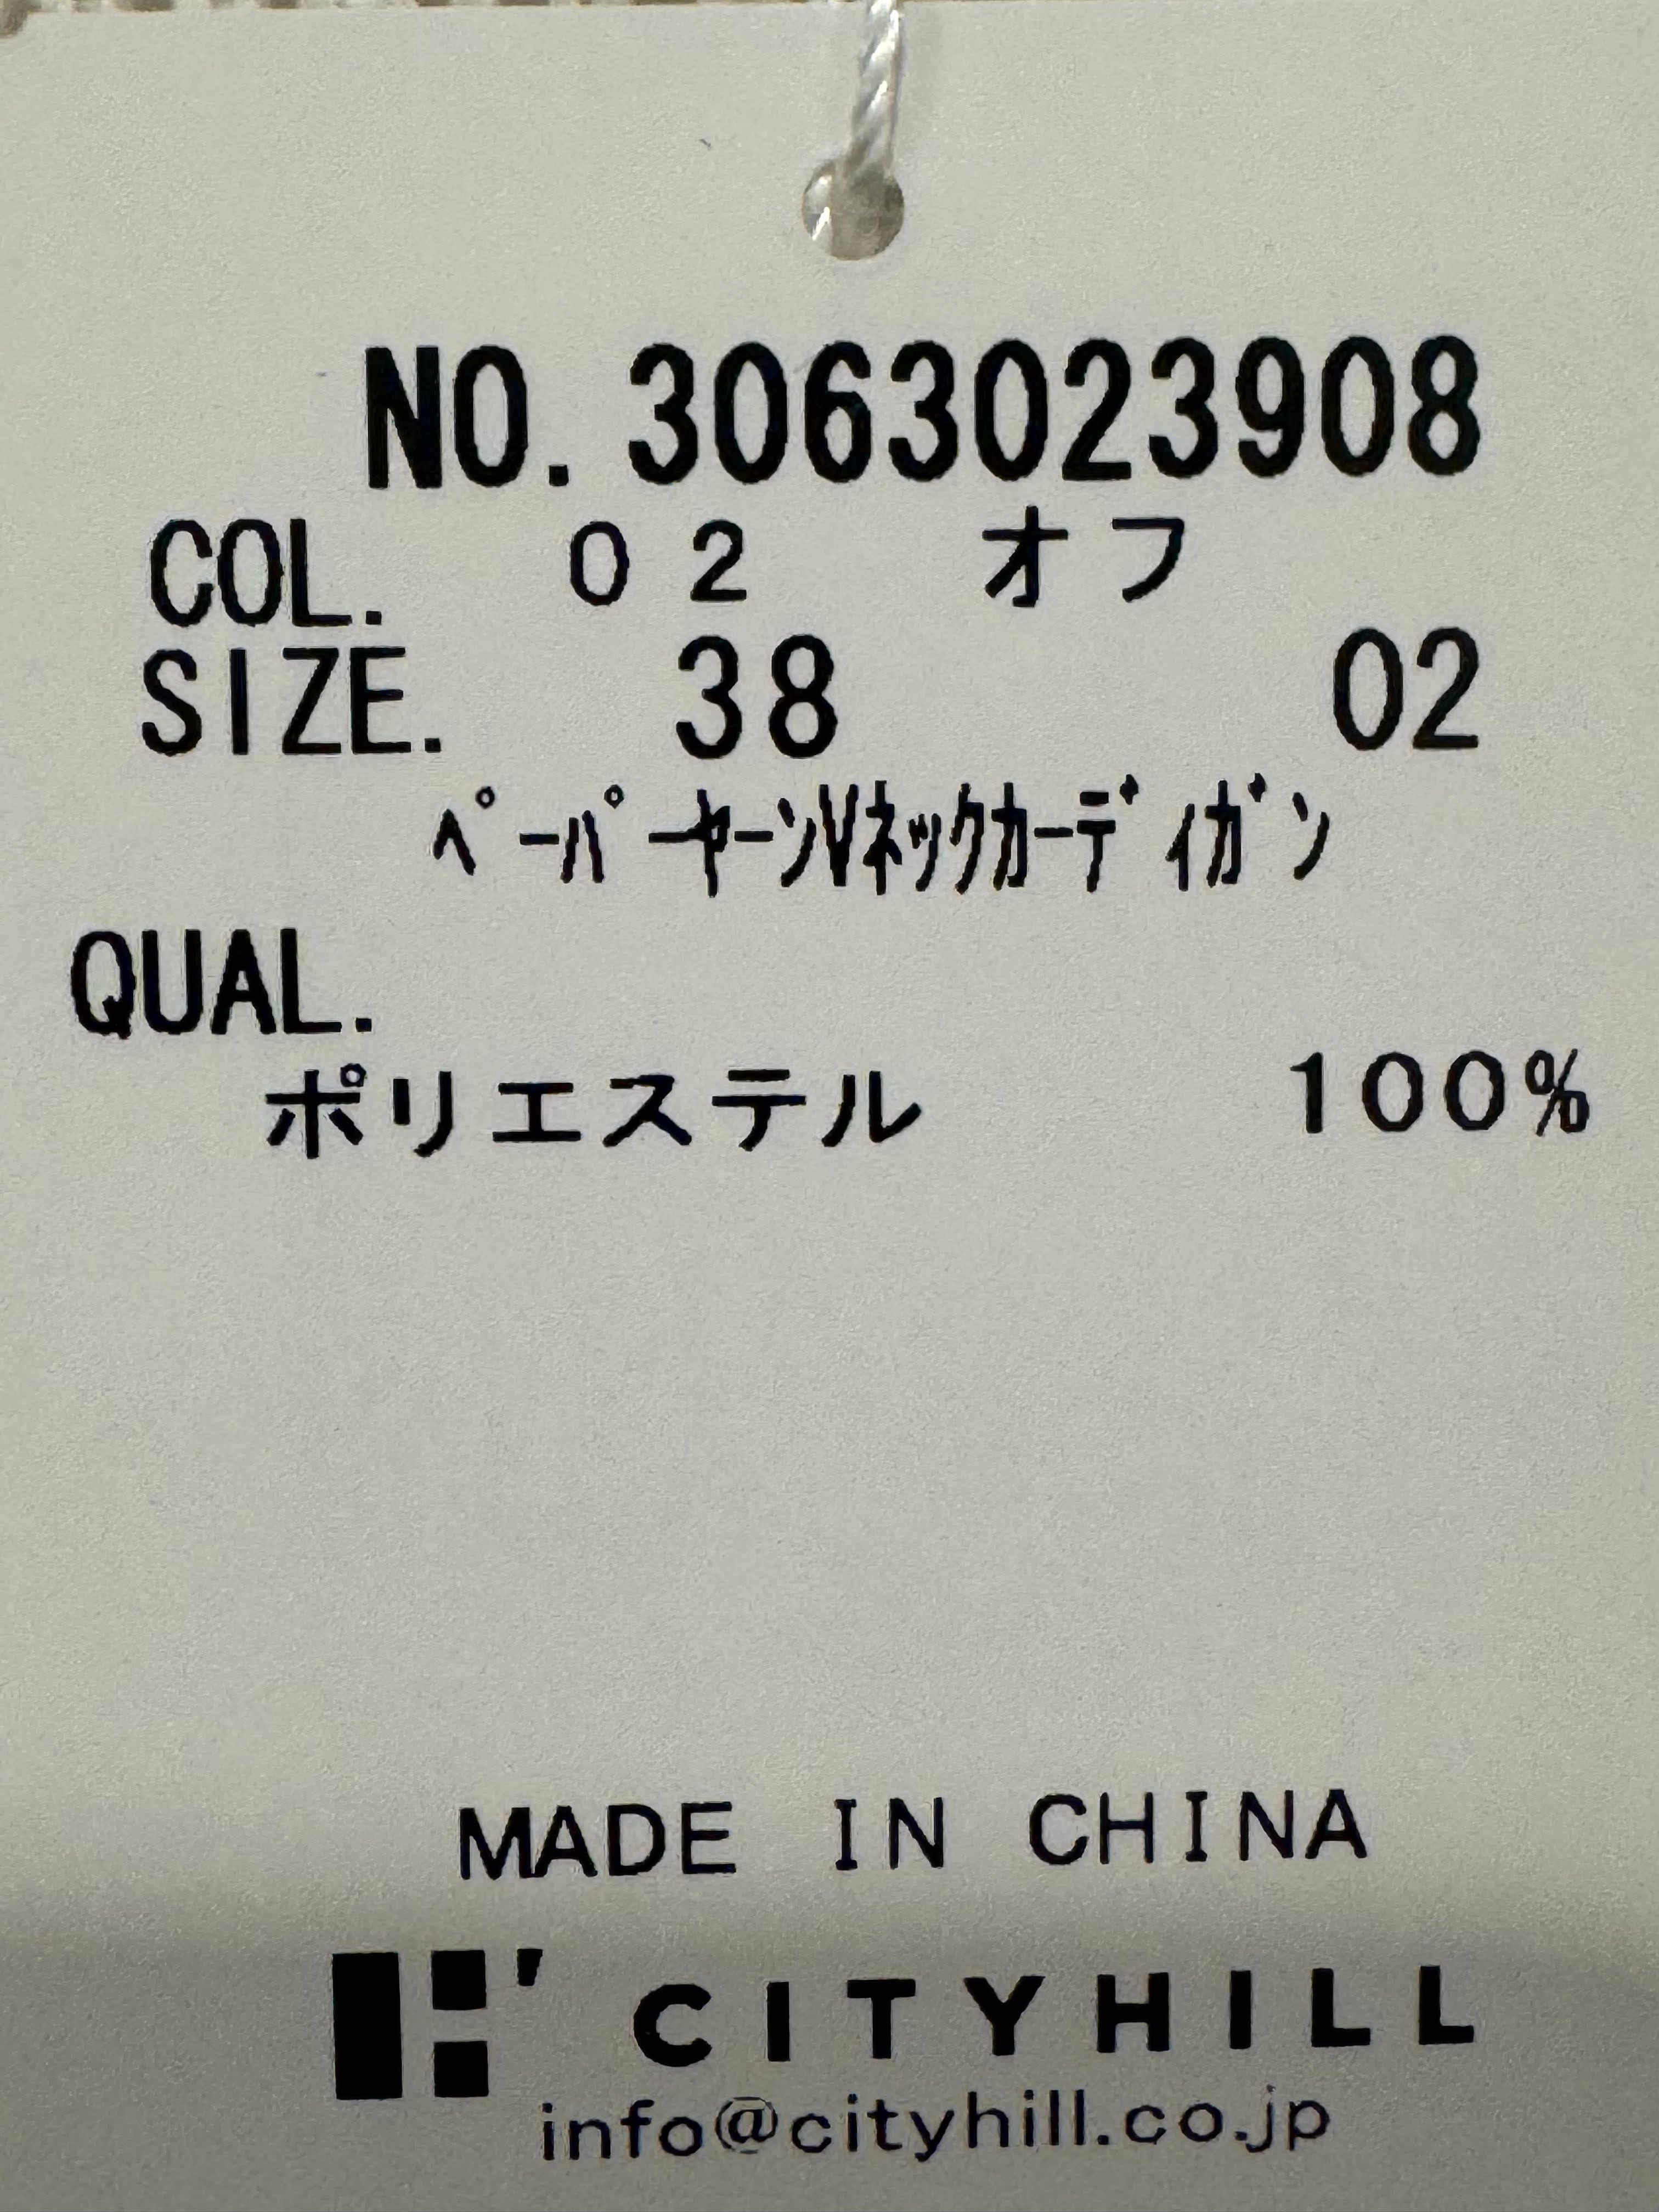 NO. 3063023908
COL. 02 オフ
SIZE. 38 02
ﾍﾟｰﾊﾟｰﾔｰﾝVﾈｯｸｶｰﾃﾞｨｶﾞﾝ
QUAL.
ポリエステル 100%
MADE IN CHINA
CITYHILL
info@cityhill.co.jp